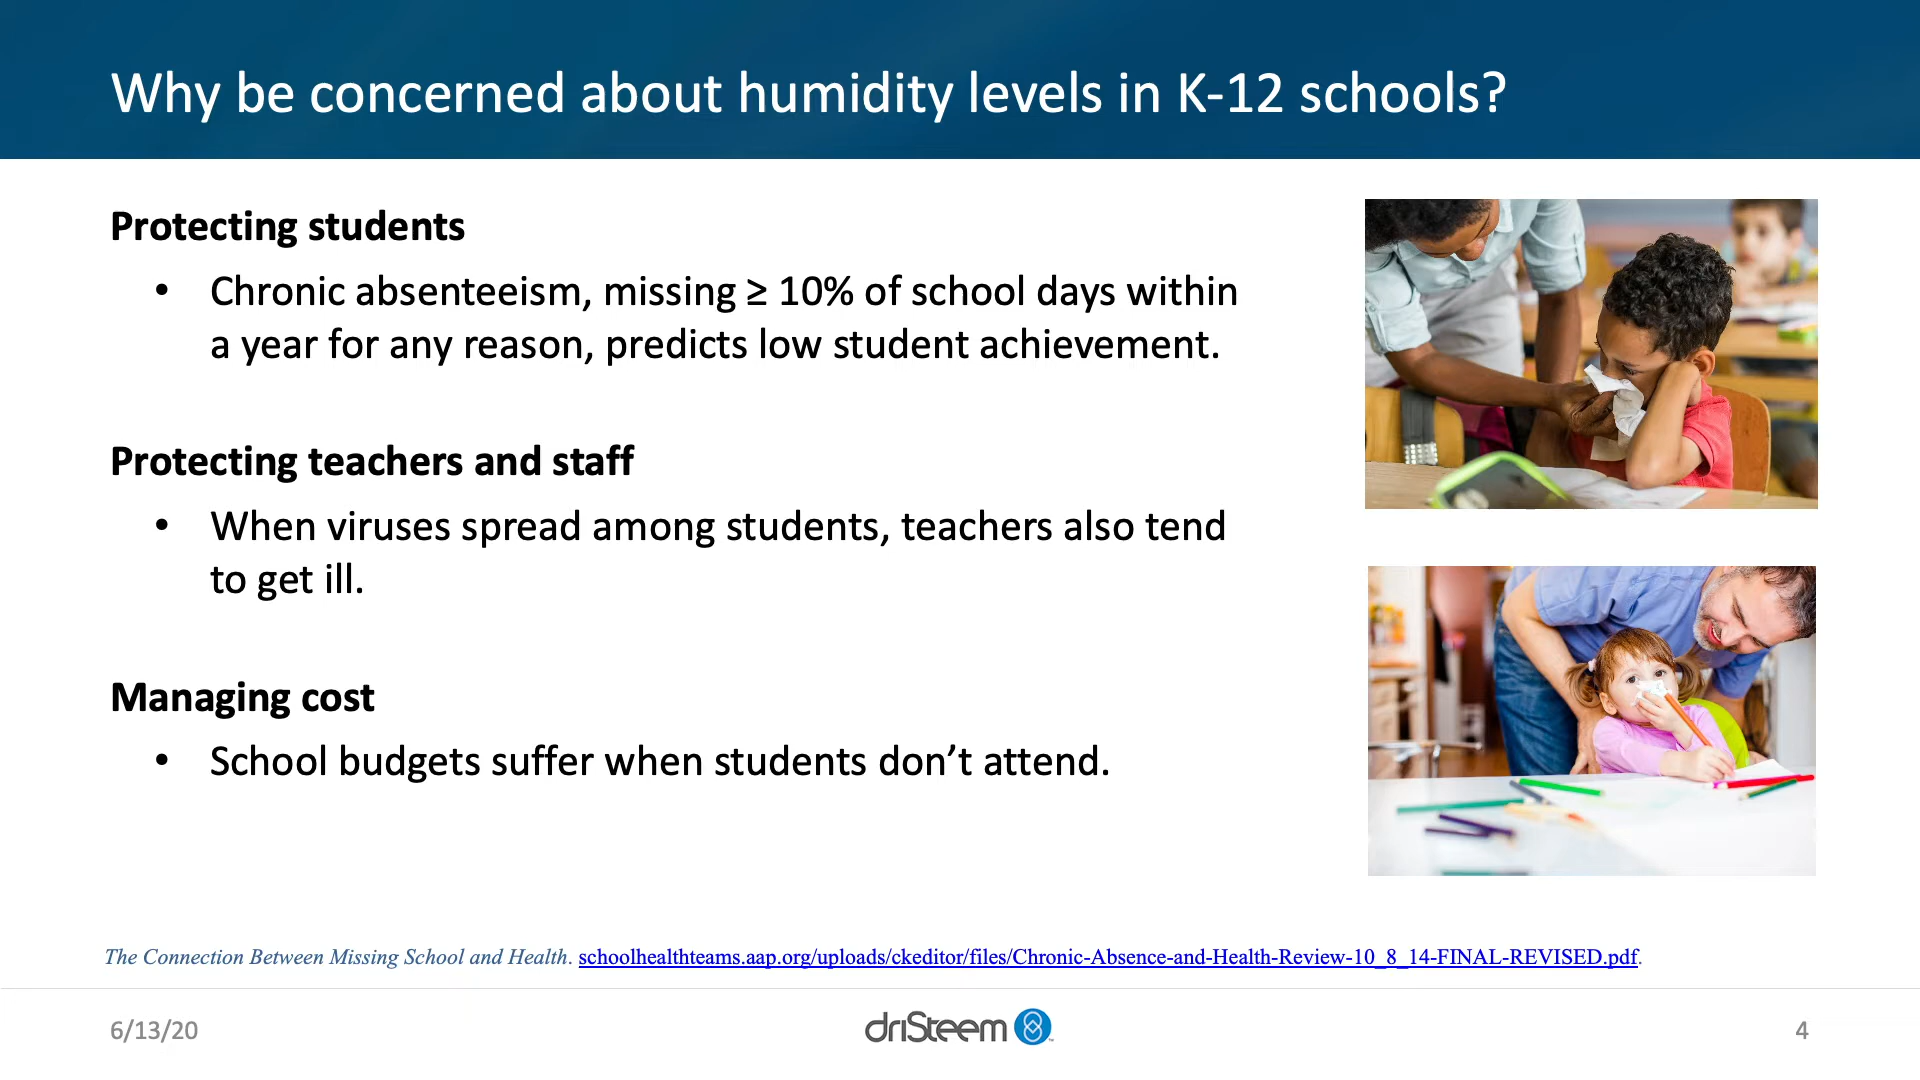 Why be concerned about humidity levels in K-12 schools?
Protecting students
• Chronic absenteeism, missing ≥ 10% of school days within
a year for any reason, predicts low student achievement.
Protecting teachers and staff
• When viruses spread among students, teachers also tend
to get ill.
Managing cost
• School budgets suffer when students don’t attend.
The Connection Between Missing School and Health. schoolhealthteams.aap.org/uploads/ckeditor/files/Chronic-Absence-and-Health-Review-10_8_14-FINAL-REVISED.pdf.
6/13/20
driSteem
4